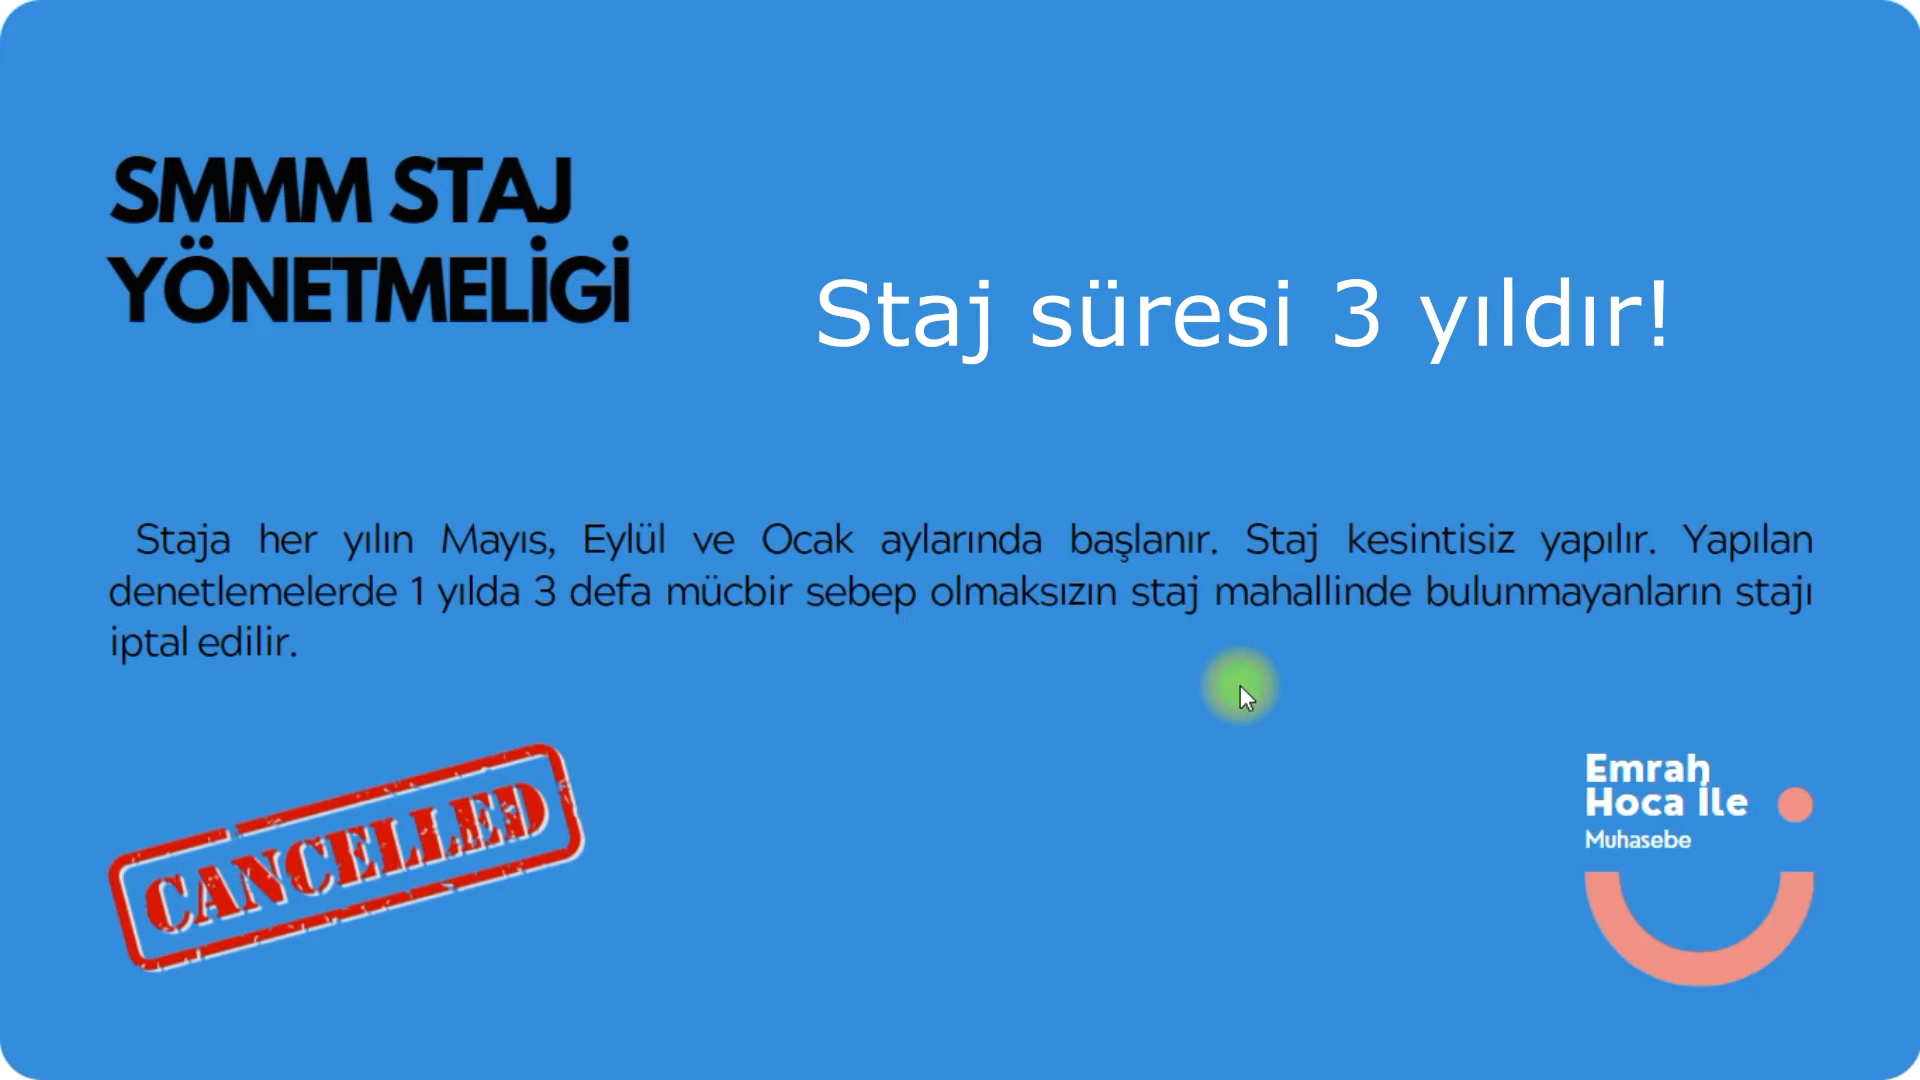 SMMM STAJ
YÖNETMELİGİ
Staj süresi 3 yıldır!
Staja her yılın Mayıs, Eylül ve Ocak aylarında başlanır. Staj kesintisiz yapılır. Yapılan
denetlemelerde 1 yılda 3 defa mücbir sebep olmaksızın staj mahallinde bulunmayanların stajı
iptal edilir.
CANCELLED
Emrah
Hoca İle
Muhasebe